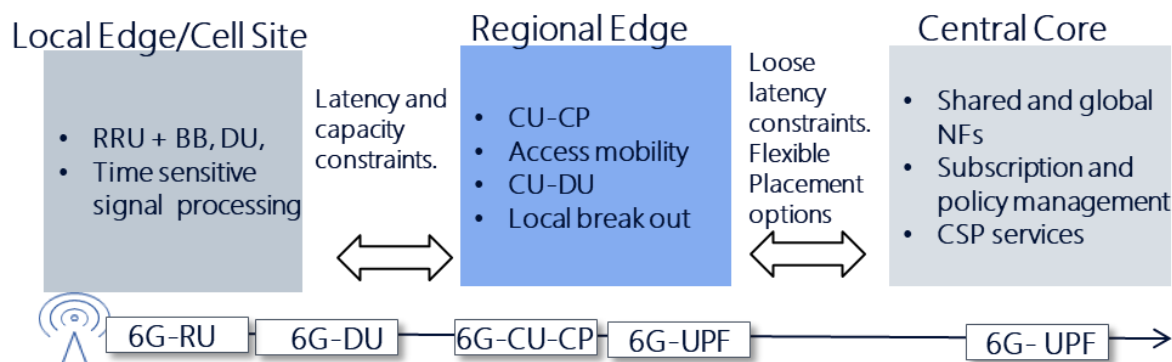 Local Edge/Cell Site
• RRU + BB, DU,
• Time sensitive
signal processing
Latency and
capacity
constraints.
Regional Edge
• CU-CP
• Access mobility
• CU-DU
• Local break out
Loose
latency
constraints.
Flexible
Placement
options
Central Core
• Shared and global
NFs
• Subscription and
policy management
• CSP services
6G-RU
6G-DU
6G-CU-CP
6G-UPF
6G- UPF